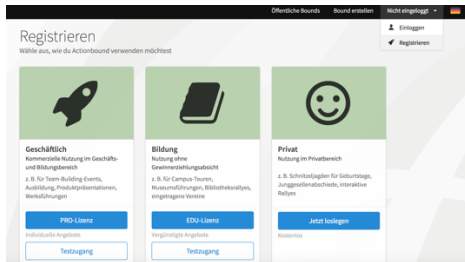 Öffentliche Bounds Bound erstellen Nicht eingeloggt
Einloggen
Registrieren
Registrieren
Wähle aus, wie du Actionbound verwenden möchtest
Geschäftlich
Kommerzielle Nutzung im Geschäfts-
und Bildungsbereich
z. B. für Team-Building-Events,
Ausbildung, Produktpräsentationen,
Werksführungen
PRO-Lizenz
Individuelle Angebote
Testzugang
Bildung
Nutzung ohne
Gewinnerzielungsabsicht
z. B. für Campus-Touren,
Museumsführungen, Bibliotheksrallyes,
eingetragene Vereine
EDU-Lizenz
Vergünstigte Angebote
Testzugang
Privat
Nutzung im Privatbereich
z. B. Schnitzeljagden für Geburtstage,
Junggesellenabschiede, interaktive
Rallyes
Jetzt loslegen
Kostenlos